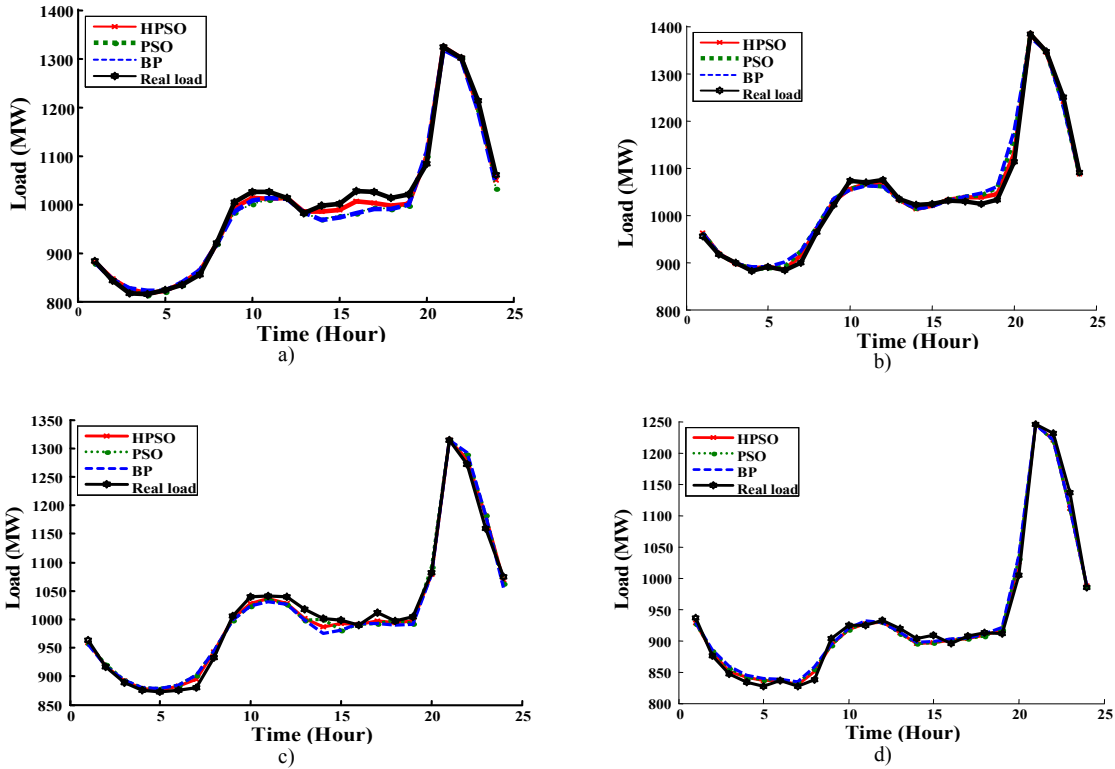 1400
1300
1200
1100
1000
900
800
Load (MW)
HPSO
PSO
BP
Real load
0 5 10 15 20 25
Time (Hour)
a)
1400
1300
1200
1100
1000
900
800
Load (MW)
HPSO
PSO
BP
Real load
0 5 10 15 20 25
Time (Hour)
b)
1350
1300
1250
1200
1150
1100
1050
1000
950
900
850
Load (MW)
HPSO
PSO
BP
Real load
0 5 10 15 20 25
Time (Hour)
c)
1250
1200
1150
1100
1050
1000
950
900
850
800
Load (MW)
HPSO
PSO
BP
Real load
0 5 10 15 20 25
Time (Hour)
d)